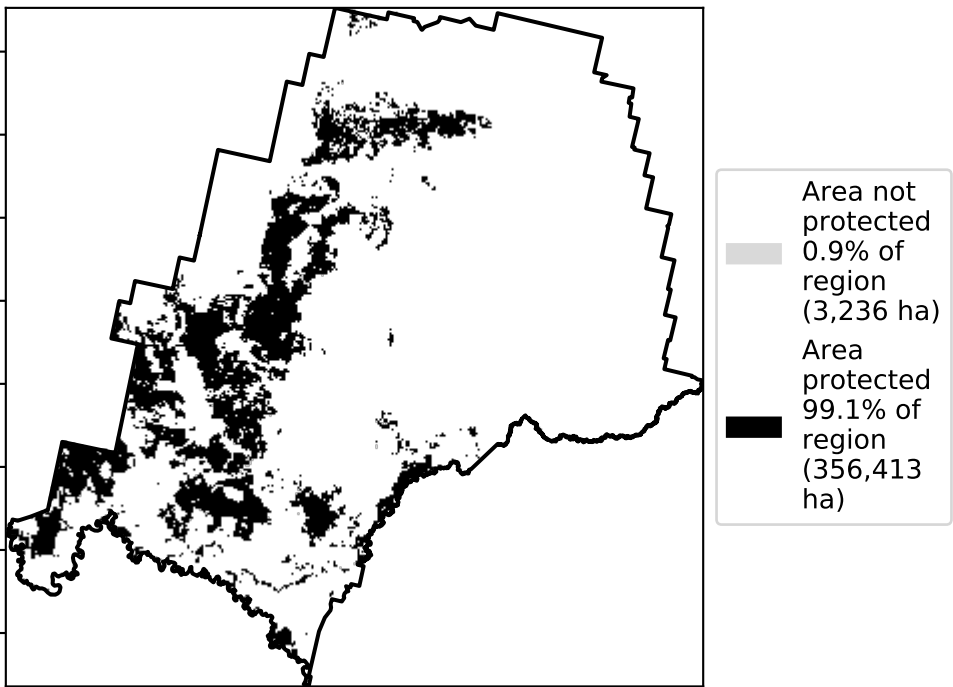 Area not
protected
0.9% of
region
(3,236 ha)
Area
protected
99.1% of
region
(356,413
ha)